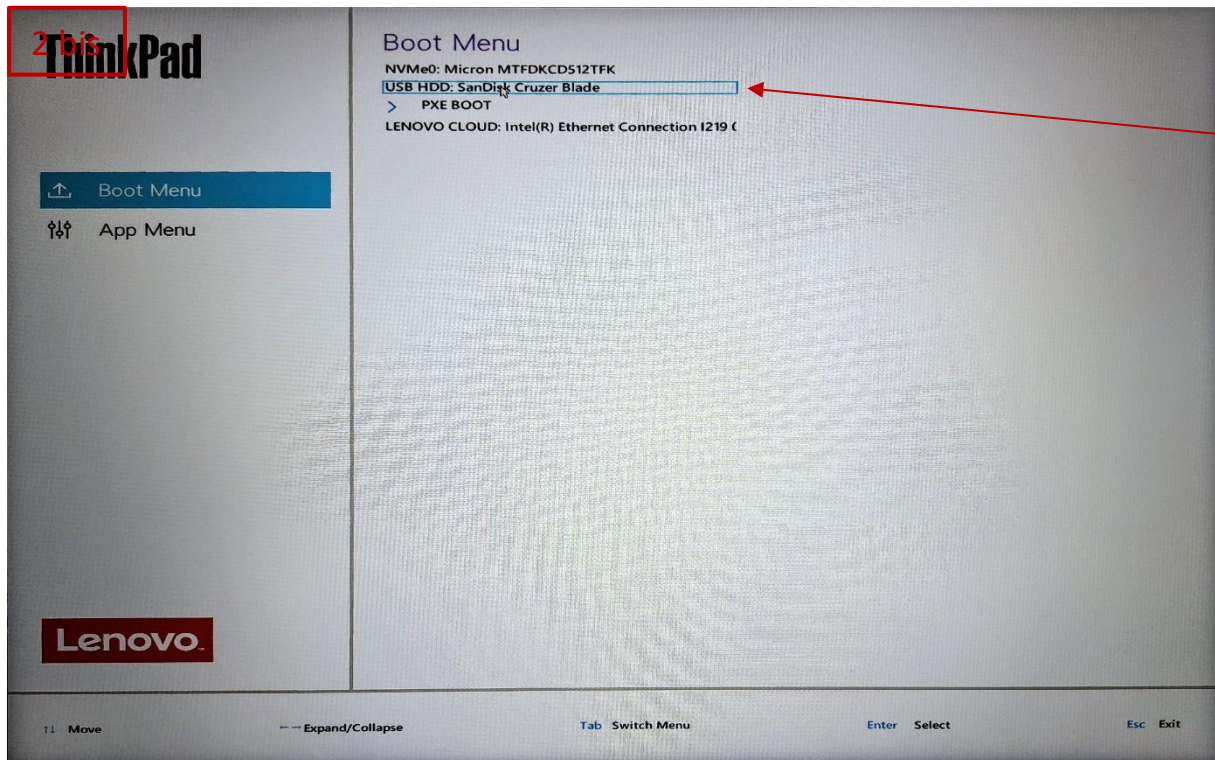 2 bis
ThinkPad
Boot Menu
App Menu
Lenovo
Boot Menu
NVMe0: Micron MTFDKCD512TFK
USB HDD: SanDisk Cruzer Blade
> PXE BOOT
LENOVO CLOUD: Intel(R) Ethernet Connection I219 (
↑↓ Move
←→ Expand/Collapse
Tab Switch Menu
Enter Select
Esc Exit